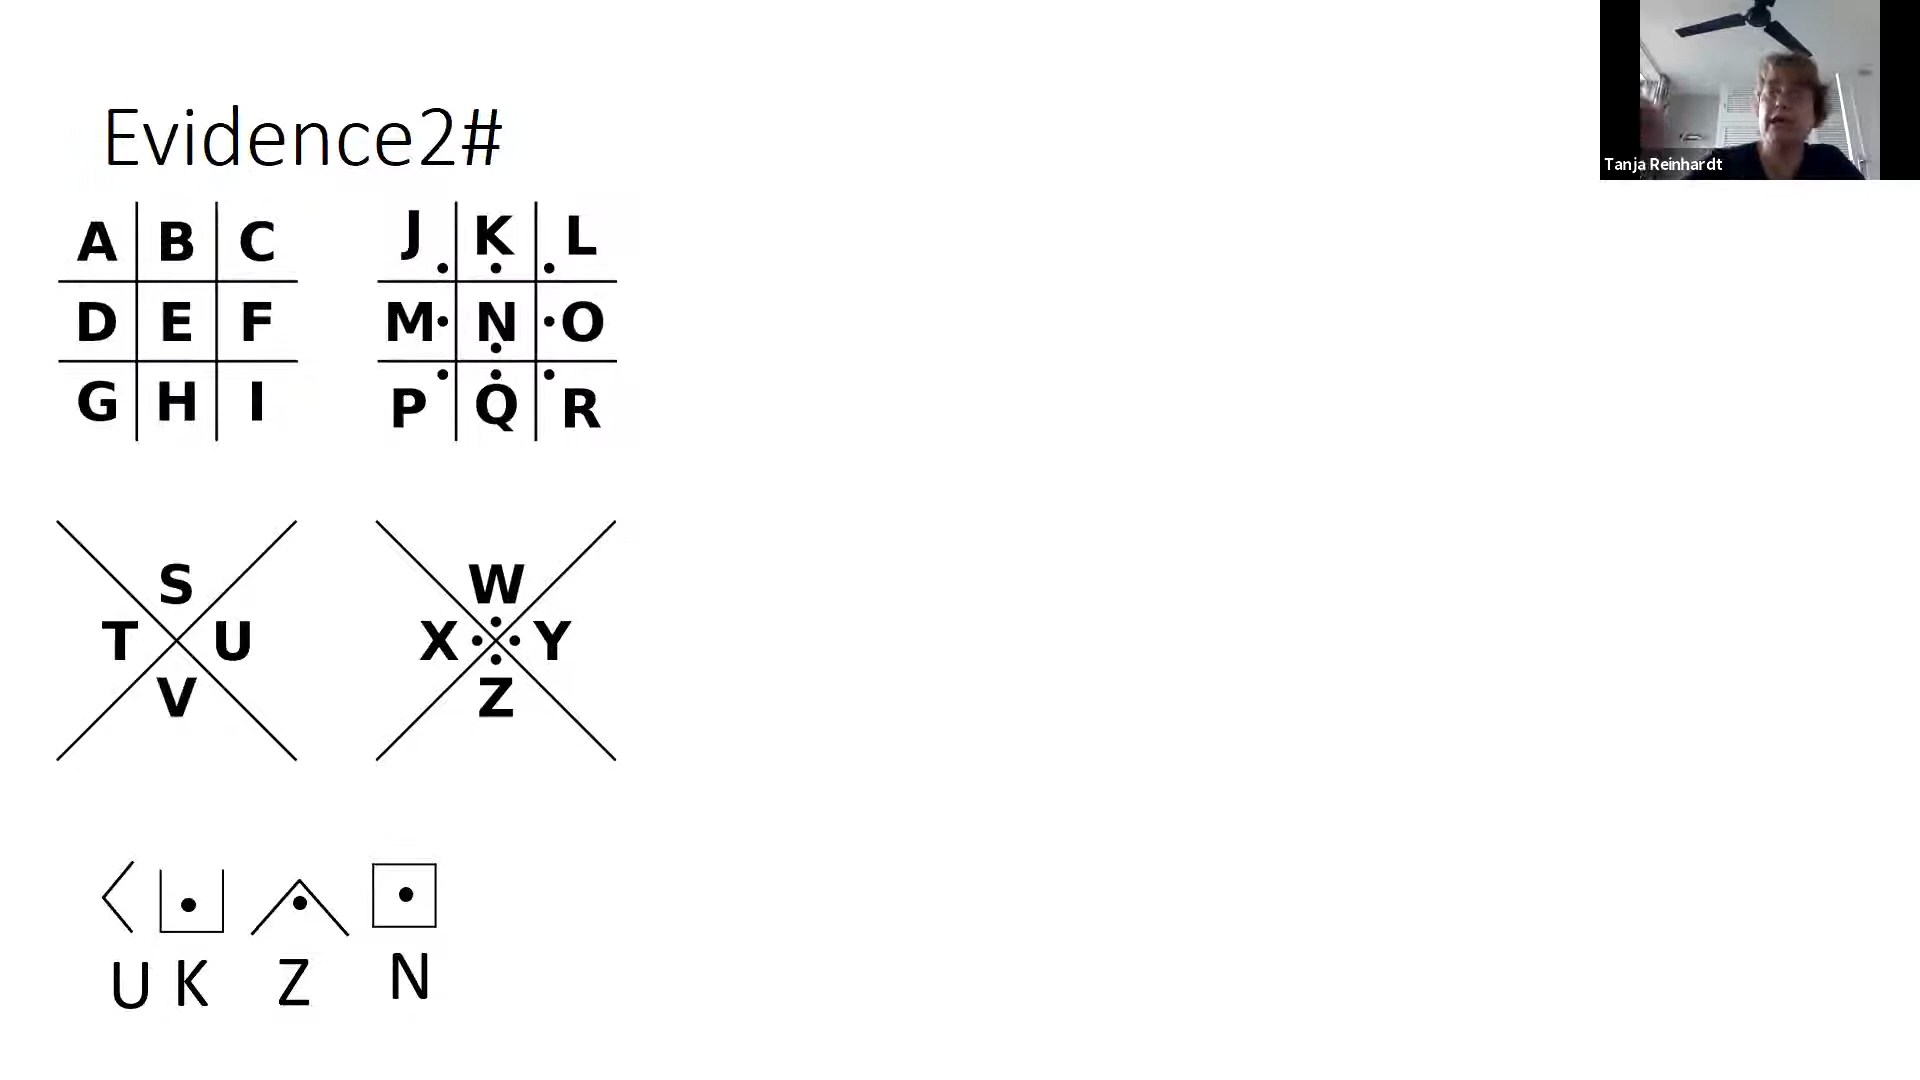 Evidence2#
Tanja Reinhardt
A B C
D E F
G H I
J K L
M N O
P Q R
S
T U
V
W
X Y
Z
U K Z N